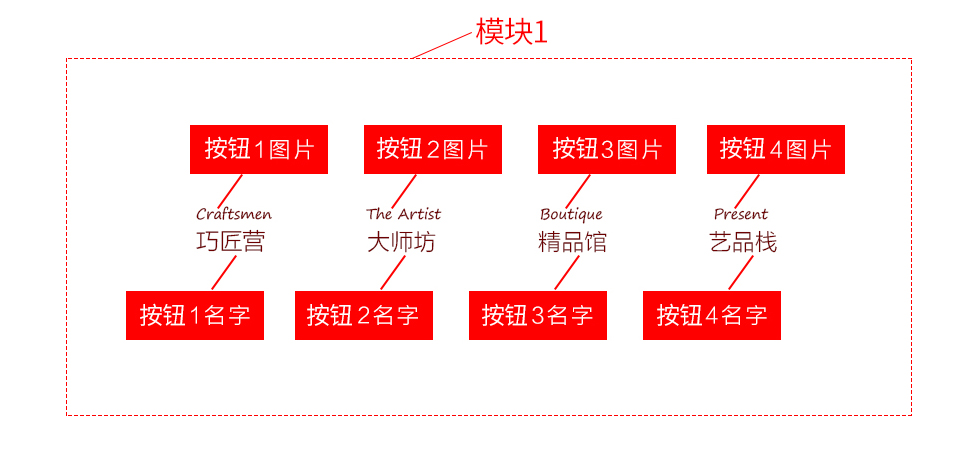 模块1
按钮1图片 按钮2图片 按钮3图片 按钮4图片
Craftsmen The Artist Boutique Present
巧匠营 大师坊 精品馆 艺品栈
按钮1名字 按钮2名字 按钮3名字 按钮4名字